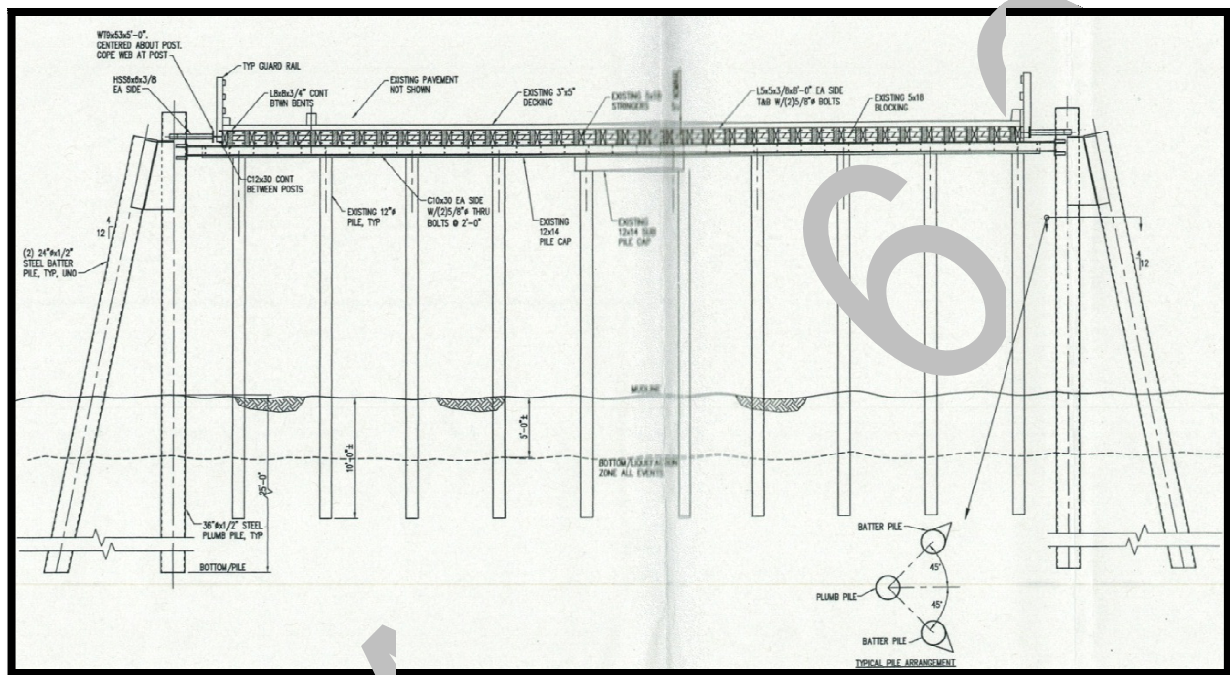 WT9x53x5'-0".
CENTERED ABOUT POST.
COPE WEB AT POST
HSS6x6x3/8
EA SIDE
TYP GUARD RAIL
L8x8x3/4" CONT
BTWN BENTS
EXISTING PAVEMENT
NOT SHOWN
EXISTING 3"x5"
DECKING
EXISTING 5x18
STRINGERS
L5x5x3/8x8'-0" EA SIDE
T&B W/(2)5/8"ø BOLTS
EXISTING 5x18
BLOCKING
C12x30 CONT
BETWEEN POSTS
EXISTING 12"ø
PILE, TYP
C10x30 EA SIDE
W/(2)5/8"ø THRU
BOLTS @ 2'-0"
EXISTING
12x14
PILE CAP
EXISTING
12x14 SUB
PILE CAP
4
12
(2) 24"øx1/2"
STEEL BATTER
PILE, TYP, UNO
4
12
6
MUDLINE
25'-0"
10'-0"±
5'-0"±
BOTTOM/LIQUEFACTION
ZONE ALL EVENTS
36"øx1/2" STEEL
PLUMB PILE, TYP
BOTTOM/PILE
BATTER PILE
45°
PLUMB PILE
45°
BATTER PILE
TYPICAL PILE ARRANGEMENT